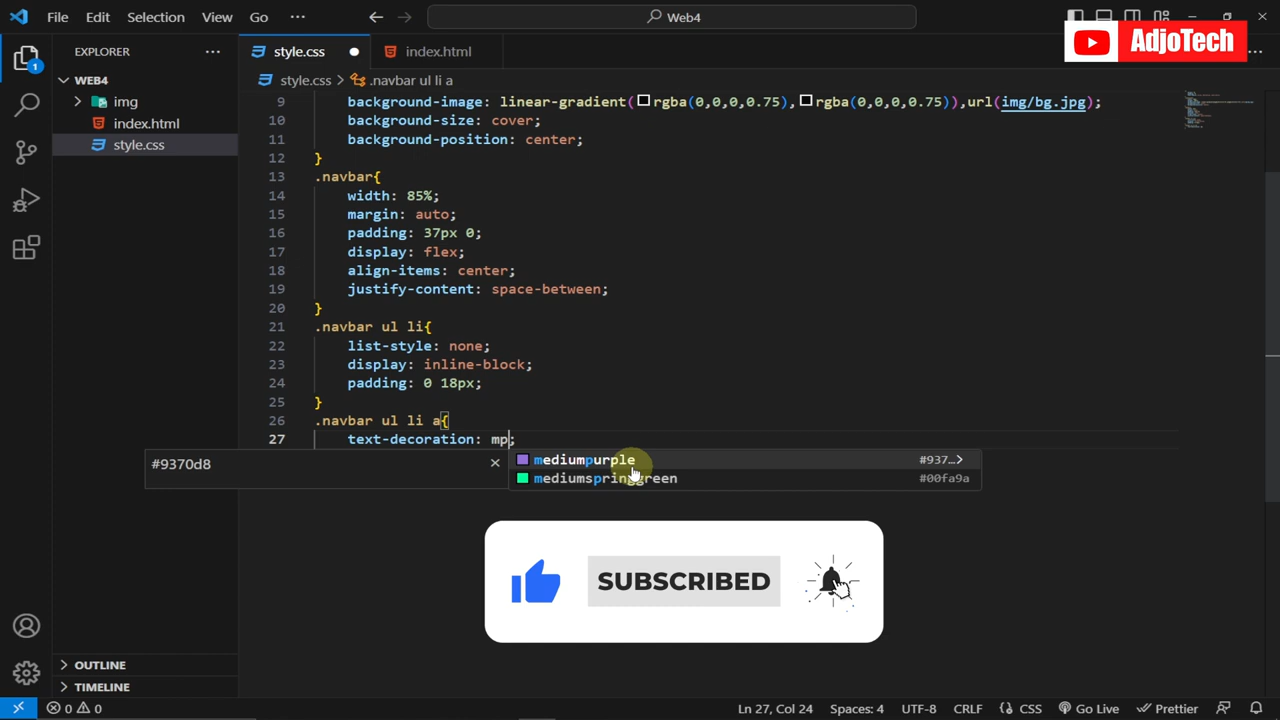 File Edit Selection View Go ··· Web4
AdjoTech
EXPLORER ···
style.css
index.html
WEB4
img
index.html
style.css
style.css > .navbar ul li a
9 background-image: linear-gradient(rgba(0,0,0,0.75),rgba(0,0,0,0.75)),url(img/bg.jpg);
10 background-size: cover;
11 background-position: center;
12 }
13 .navbar{
14 width: 85%;
15 margin: auto;
16 padding: 37px 0;
17 display: flex;
18 align-items: center;
19 justify-content: space-between;
20 }
21 .navbar ul li{
22 list-style: none;
23 display: inline-block;
24 padding: 0 18px;
25 }
26 .navbar ul li a{
27 text-decoration: mp;
#9370d8
mediumpurple #937…>
mediumspringgreen #00fa9a
SUBSCRIBED
OUTLINE
TIMELINE
0 0 Ln 27, Col 24 Spaces: 4 UTF-8 CRLF CSS Go Live Prettier